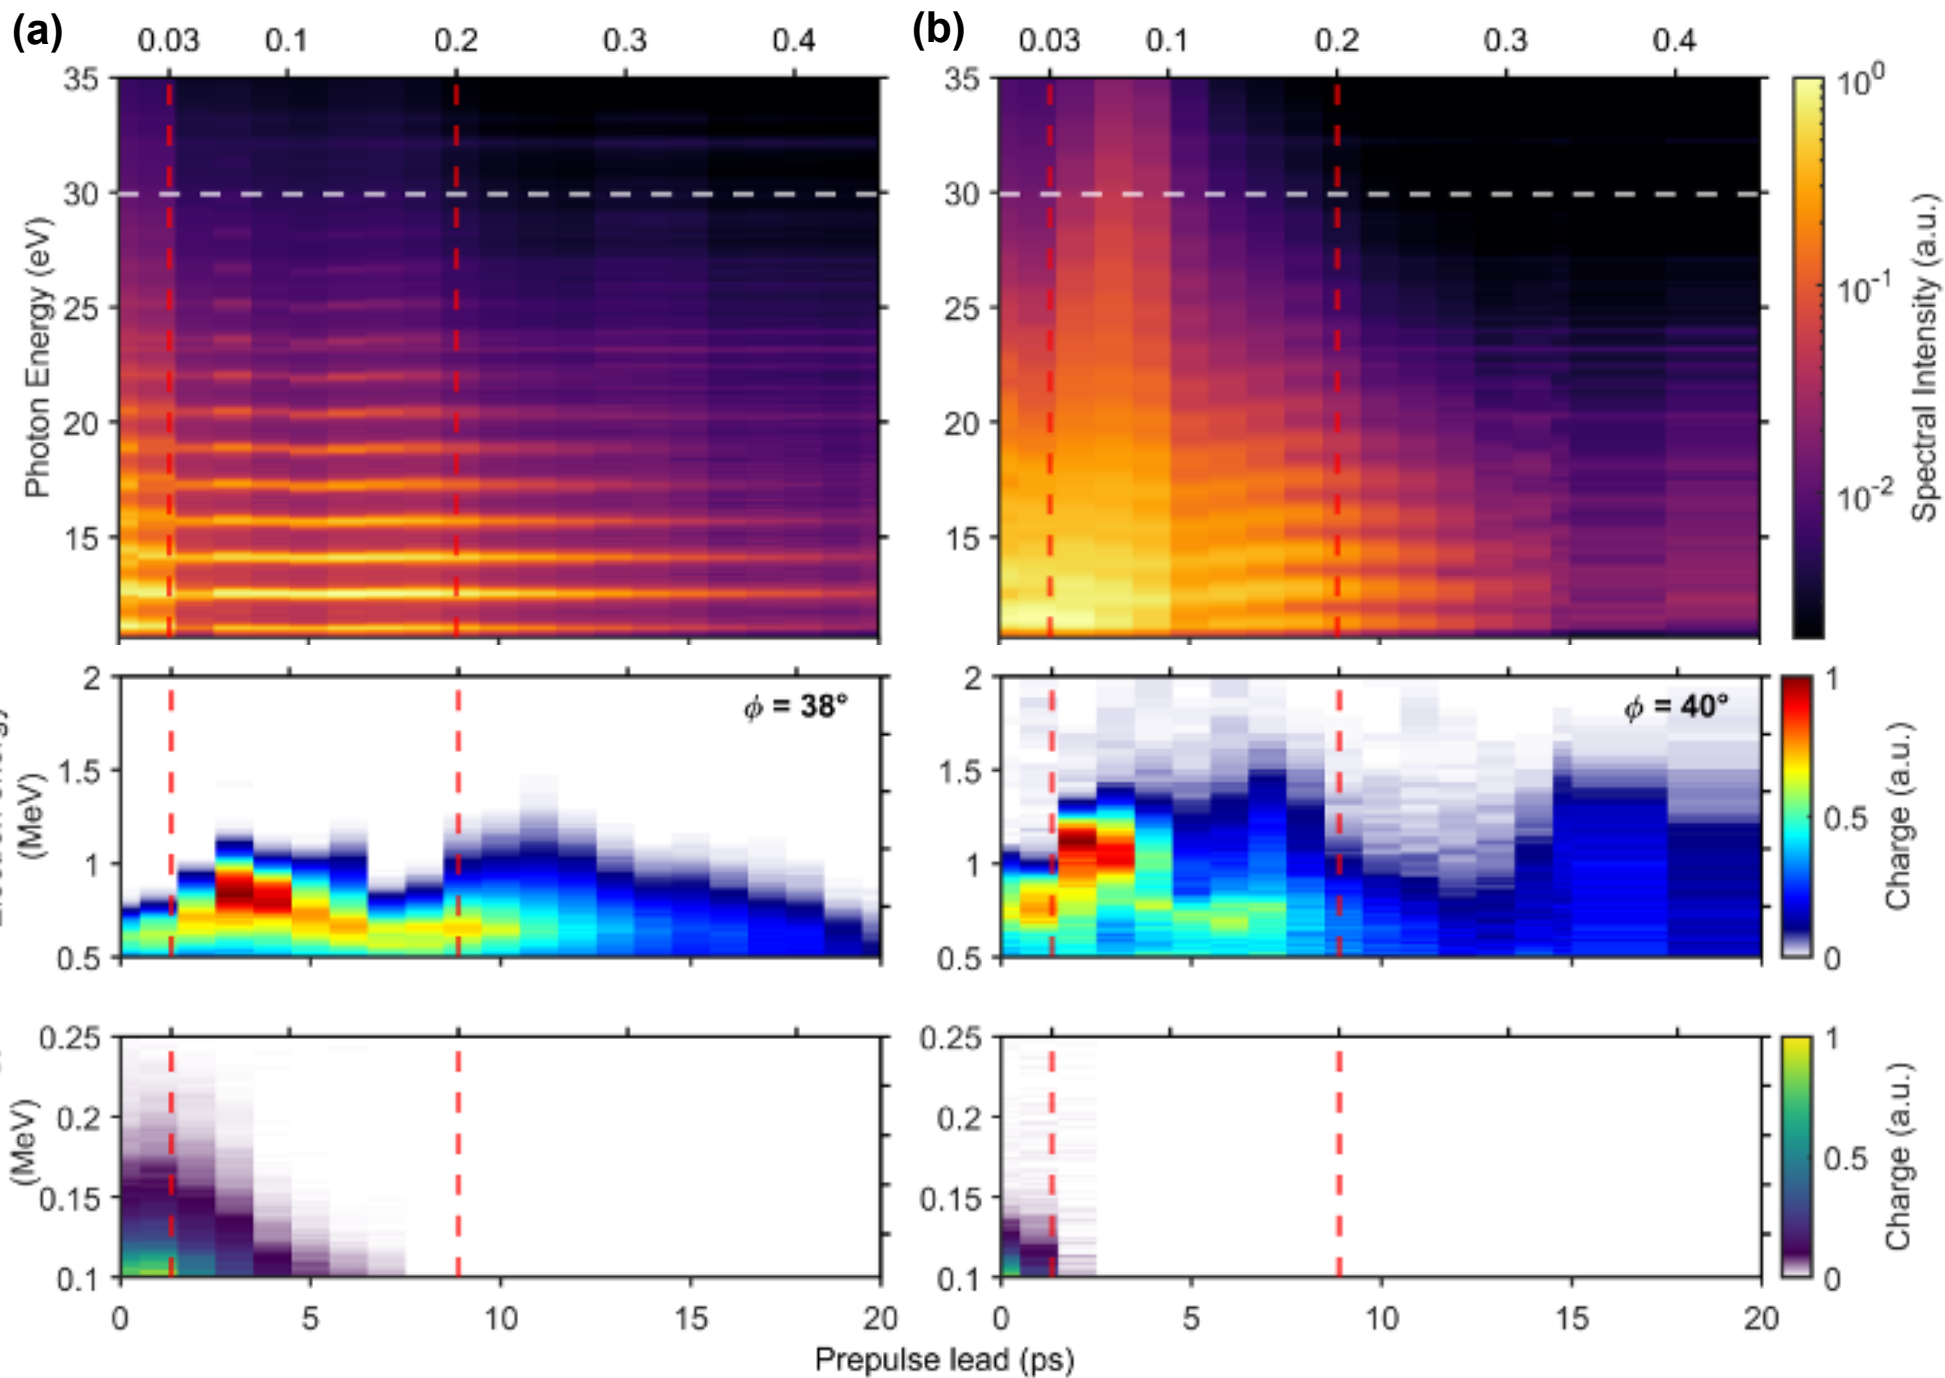 (a)
0.03 0.1 0.2 0.3 0.4
35
30
25
20
15
Photon Energy (eV)
(b)
0.03 0.1 0.2 0.3 0.4
35
30
25
20
15
10⁰
10⁻¹
10⁻²
Spectral Intensity (a.u.)
2
1.5
1
0.5
(MeV)
ϕ = 38°
2
1.5
1
0.5
ϕ = 40°
1
0.5
0
Charge (a.u.)
0.25
0.2
0.15
0.1
(MeV)
0 5 10 15 20
0.25
0.2
0.15
0.1
0 5 10 15 20
1
0.5
0
Charge (a.u.)
Prepulse lead (ps)